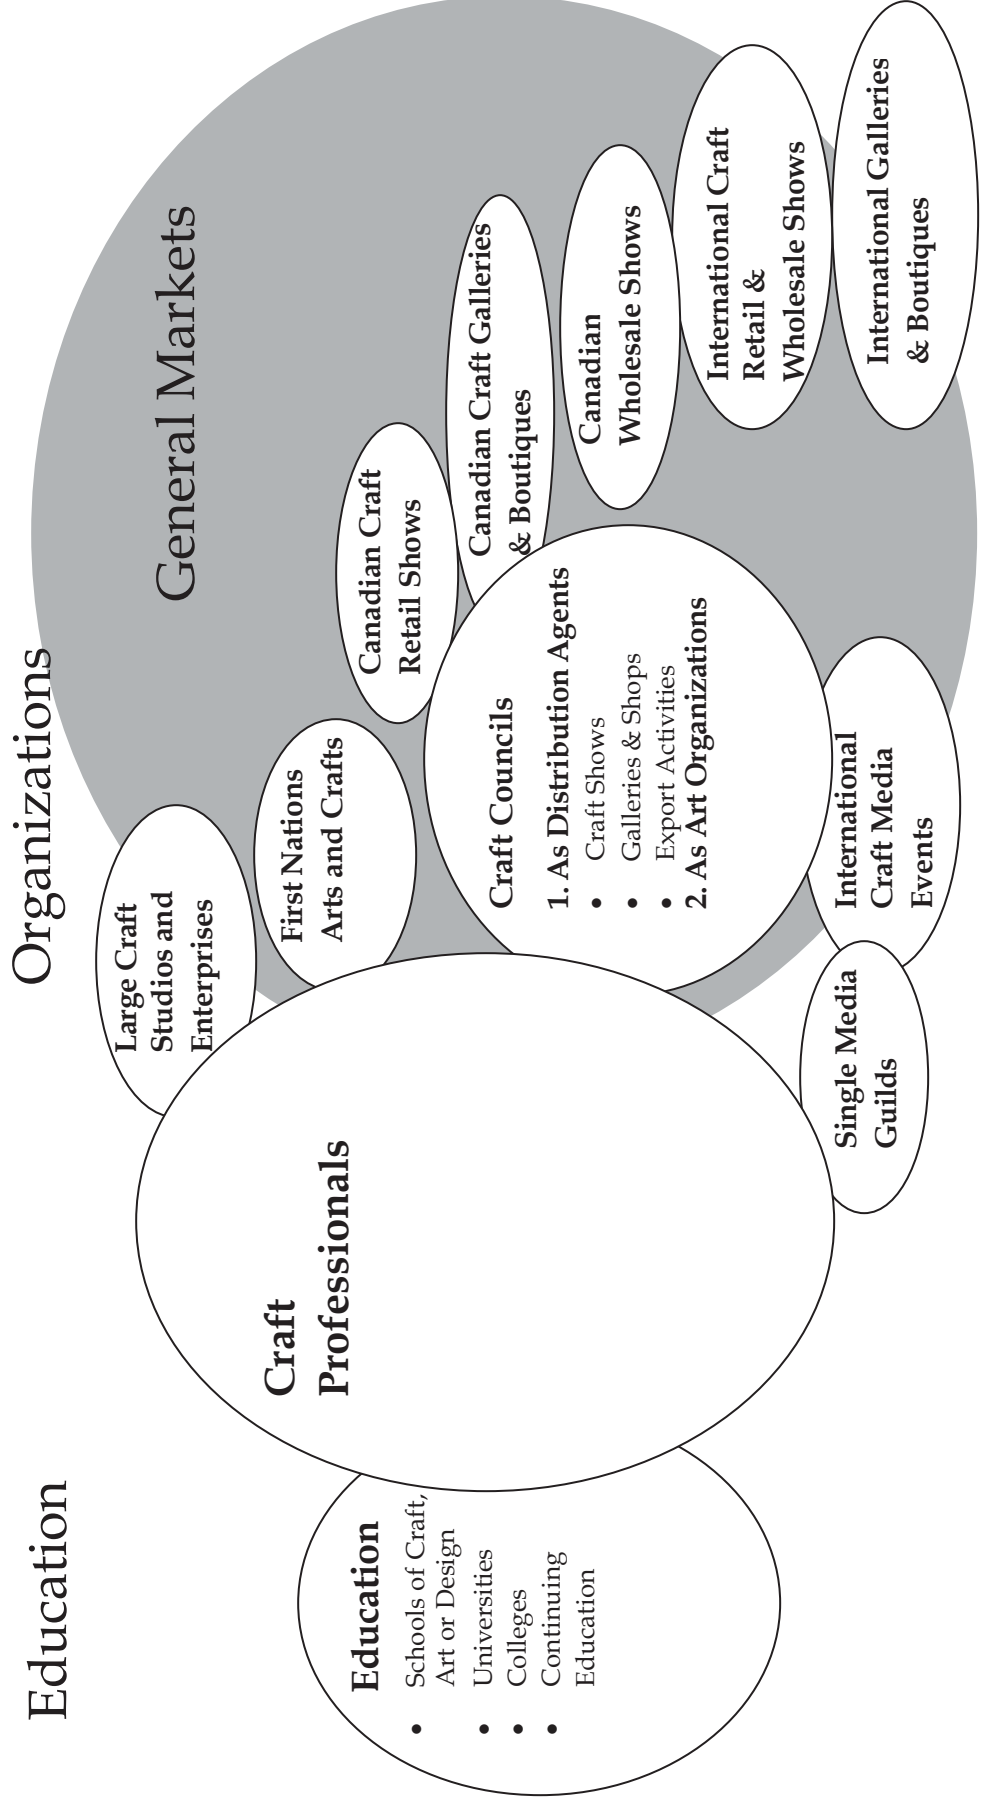 Education
Organizations
General Markets
Education
• Schools of Craft,
Art or Design
• Universities
• Colleges
• Continuing
Education
Craft
Professionals
Large Craft
Studios and
Enterprises
First Nations
Arts and Crafts
Craft Councils
1. As Distribution Agents
• Craft Shows
• Galleries & Shops
• Export Activities
2. As Art Organizations
Single Media
Guilds
International
Craft Media
Events
Canadian Craft
Retail Shows
Canadian Craft Galleries
& Boutiques
Canadian
Wholesale Shows
International Craft
Retail &
Wholesale Shows
International Galleries
& Boutiques